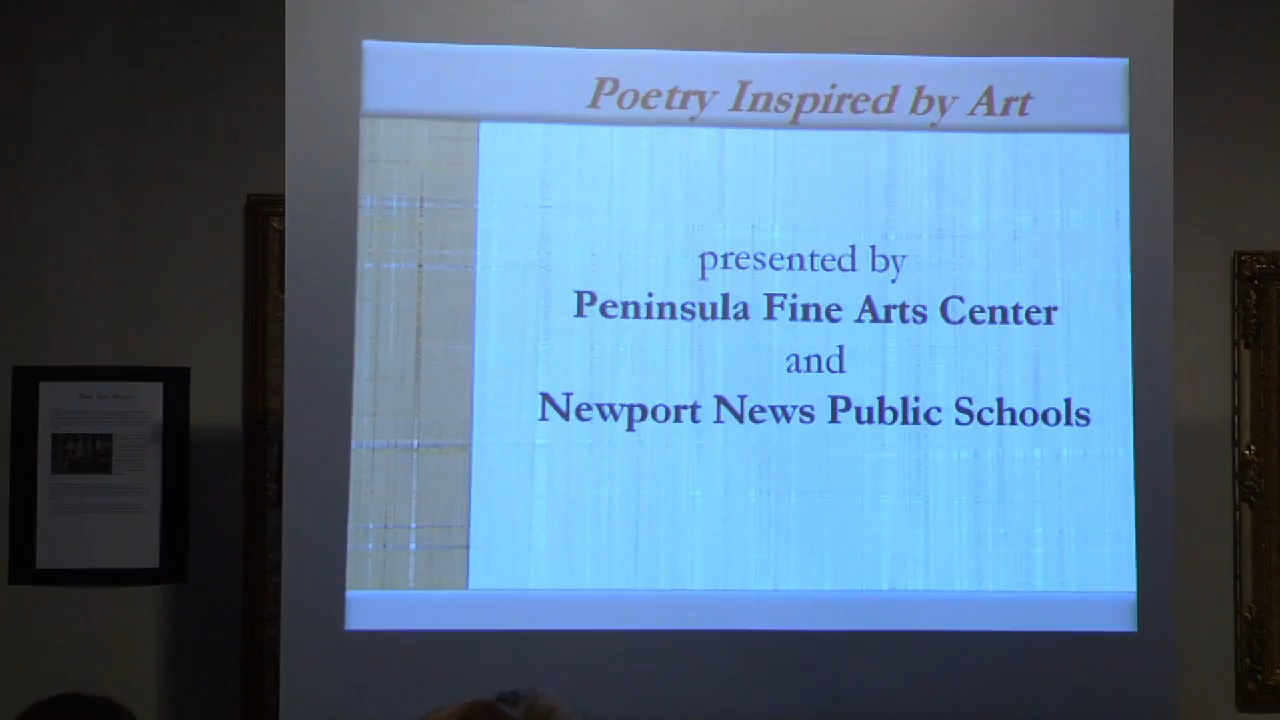 Poetry Inspired by Art
presented by
Peninsula Fine Arts Center
and
Newport News Public Schools